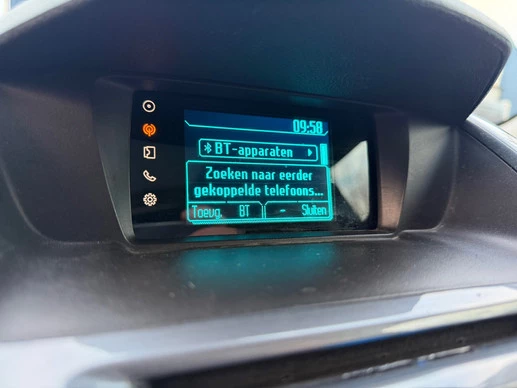 09:58
BT-apparaten
Zoeken naar eerder
gekoppelde telefoons...
Toevg. BT - Sluiten